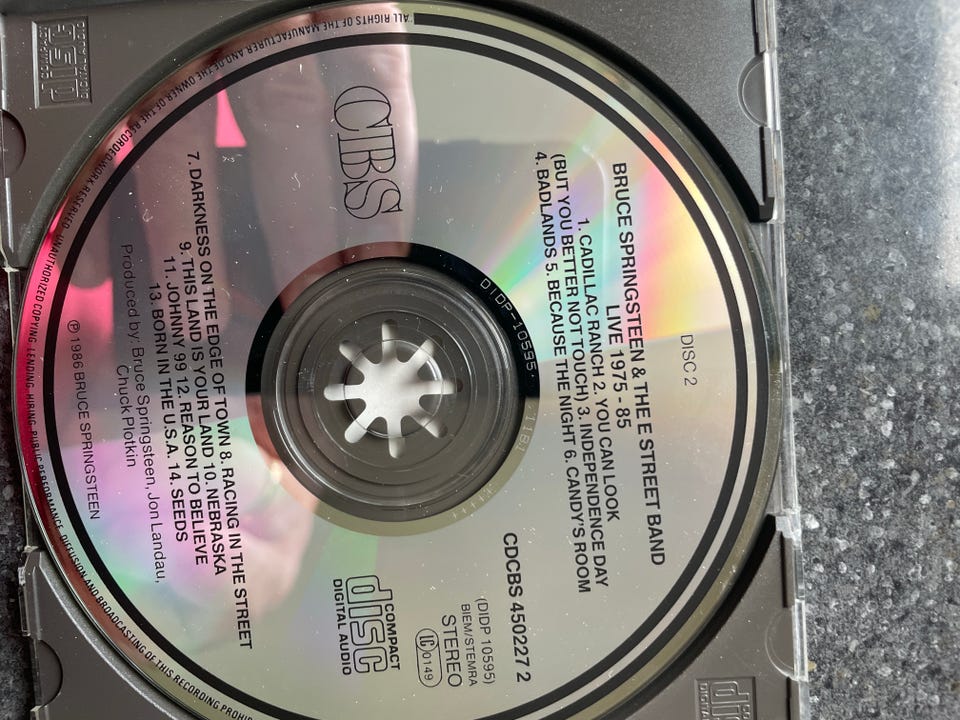 DISC 2
BRUCE SPRINGSTEEN & THE E STREET BAND
LIVE 1975 - 85
1. CADILLAC RANCH 2. YOU CAN LOOK
(BUT YOU BETTER NOT TOUCH) 3. INDEPENDENCE DAY
4. BADLANDS 5. BECAUSE THE NIGHT 6. CANDY'S ROOM
CBS
CDCBS 450227 2
(DIDP 10595)
BIEM/STEMRA
STEREO
LC 0149
COMPACT
disc
DIGITAL AUDIO
DIDP-10595
7. DARKNESS ON THE EDGE OF TOWN 8. RACING IN THE STREET
9. THIS LAND IS YOUR LAND 10. NEBRASKA
11. JOHNNY 99 12. REASON TO BELIEVE
13. BORN IN THE U.S.A. 14. SEEDS
Produced by: Bruce Springsteen, Jon Landau,
Chuck Plotkin
℗ 1986 BRUCE SPRINGSTEEN
ALL RIGHTS OF THE MANUFACTURER AND OF THE OWNER OF THE RECORDED WORK RESERVED. UNAUTHORIZED COPYING, LENDING, HIRING, PUBLIC PERFORMANCE, DIFFUSION AND BROADCASTING OF THIS RECORDING PROHIB
COMPACT
disc
DIGITAL AUDIO
disc